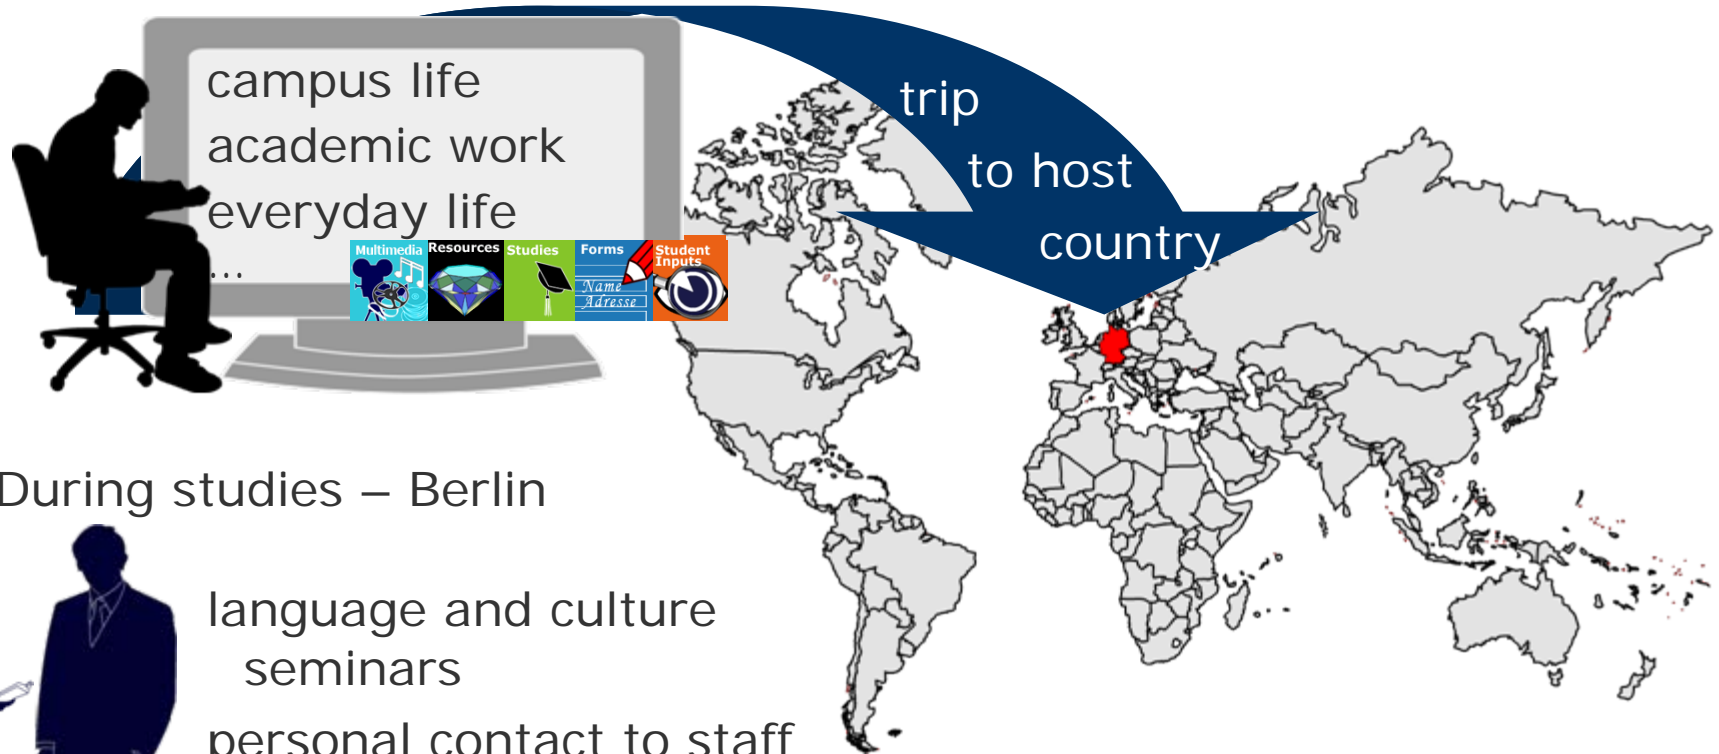 campus life
academic work
everyday life
...
Multimedia
Resources
Studies
Forms
Name
Adresse
Student
Inputs
trip
to host
country
During studies – Berlin
language and culture
seminars
personal contact to staff